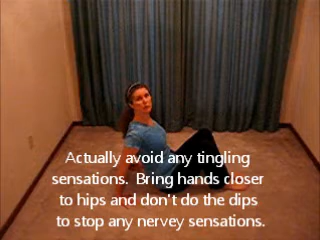 Actually avoid any tingling
sensations.  Bring hands closer
to hips and don't do the dips
to stop any nervey sensations.